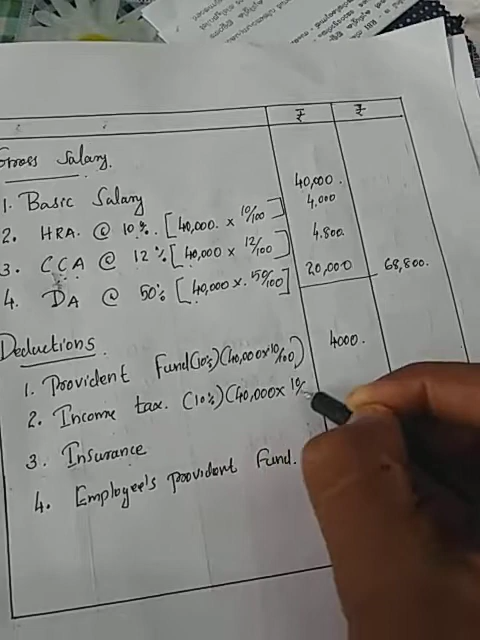 ₹ ₹
Gross Salary.
1. Basic Salary 40,000.
2. HRA @ 10%. [40,000. x 10/100] 4,000
3. CCA @ 12% [40,000 x 12/100] 4,800.
4. DA @ 50% [40,000 x. 50/100] 20,000 68,800.
Deductions.
1. Provident Fund(10%)(40,000x10/100) 4000.
2. Income tax. (10%)(40,000x 10/
3. Insurance
4. Employee's provident Fund.